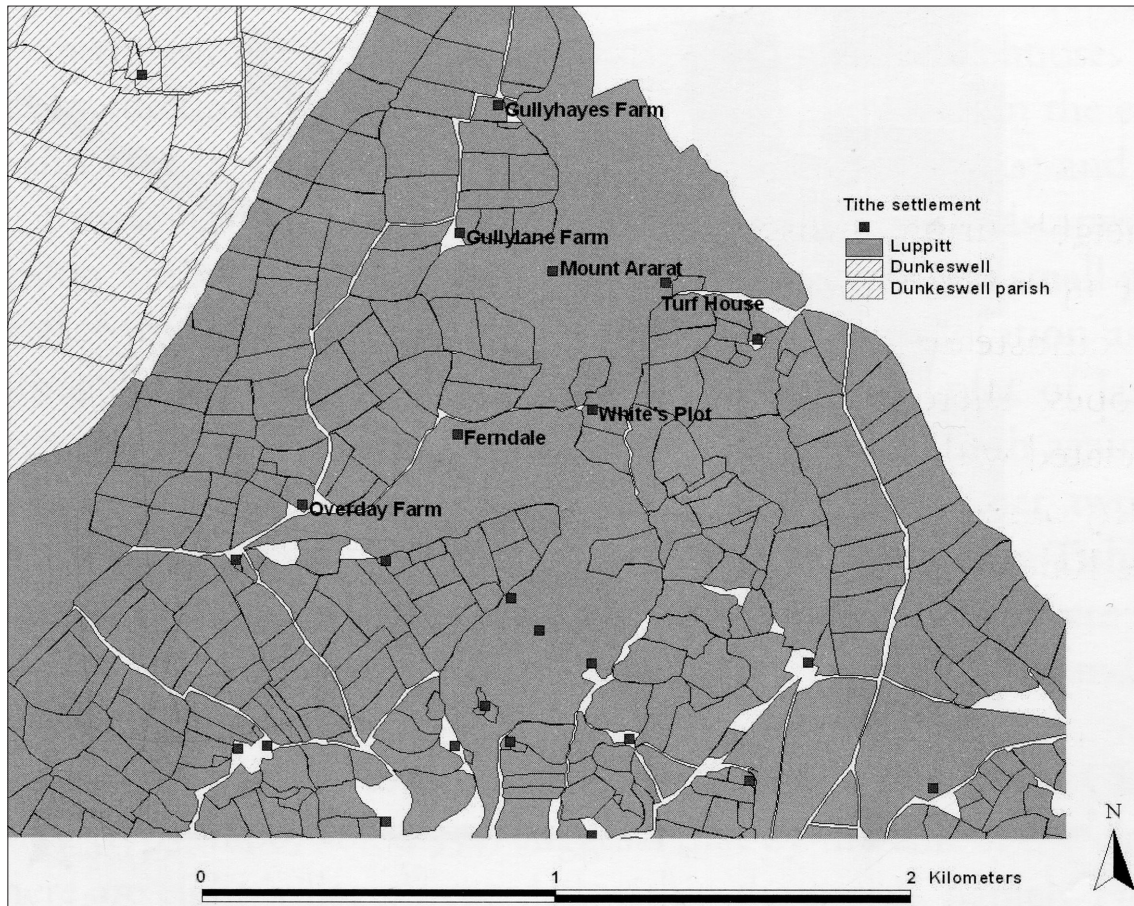 Gullyhayes Farm
Tithe settlement
Luppitt
Gullylane Farm
Dunkeswell
Mount Ararat
Dunkeswell parish
Turf House
White's Plot
Ferndale
Overday Farm
N
0 1 2 Kilometers